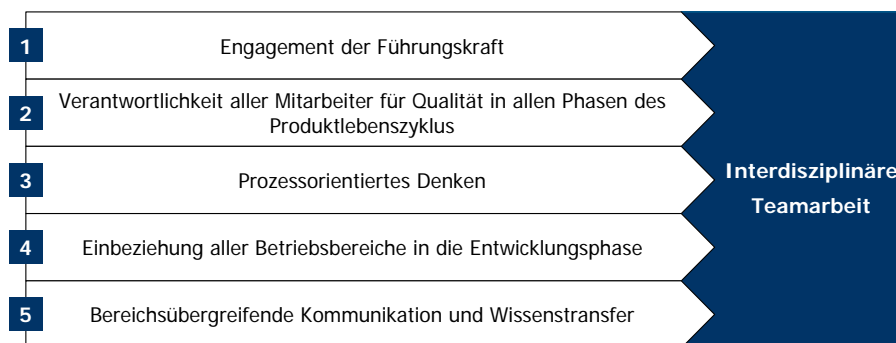 1 Engagement der Führungskraft
2 Verantwortlichkeit aller Mitarbeiter für Qualität in allen Phasen des
Produktlebenszyklus
3 Prozessorientiertes Denken
4 Einbeziehung aller Betriebsbereiche in die Entwicklungsphase
5 Bereichsübergreifende Kommunikation und Wissenstransfer
Interdisziplinäre
Teamarbeit